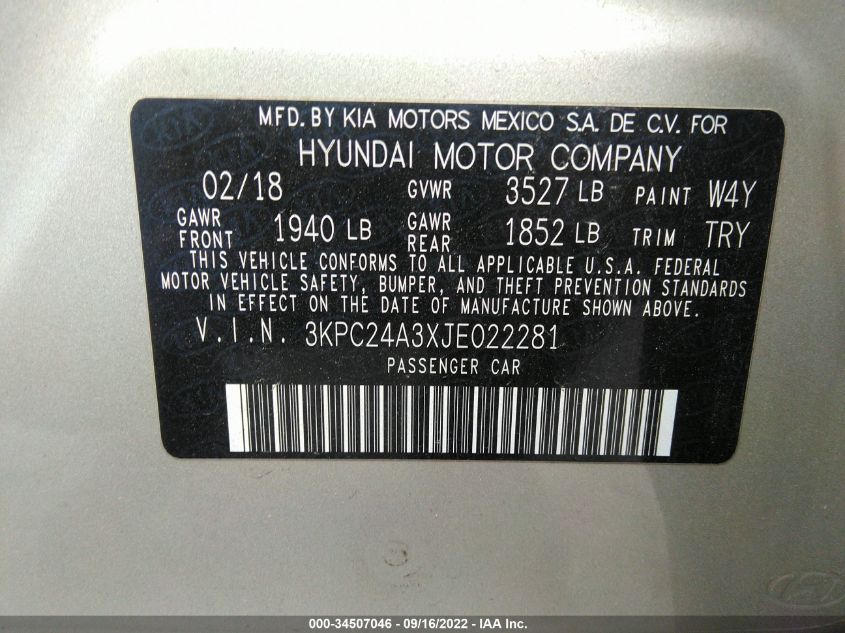 MFD. BY KIA MOTORS MEXICO S.A. DE C.V. FOR
HYUNDAI MOTOR COMPANY
02/18 GVWR 3527 LB PAINT W4Y
GAWR FRONT 1940 LB GAWR REAR 1852 LB TRIM TRY
THIS VEHICLE CONFORMS TO ALL APPLICABLE U.S.A. FEDERAL
MOTOR VEHICLE SAFETY, BUMPER, AND THEFT PREVENTION STANDARDS
IN EFFECT ON THE DATE OF MANUFACTURE SHOWN ABOVE.
V.I.N. 3KPC24A3XJE022281
PASSENGER CAR
000-34507046 - 09/16/2022 - IAA Inc.